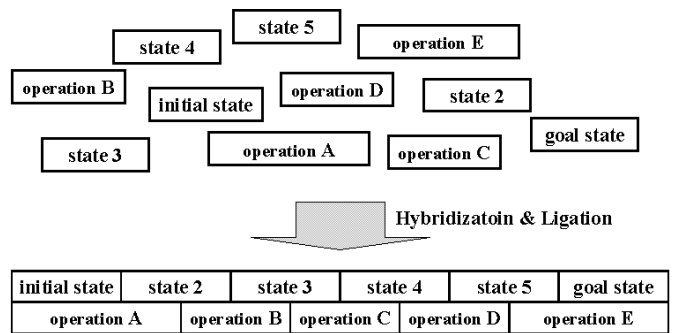 state 5
state 4
operation E
operation B
operation D
state 2
initial state
goal state
state 3
operation A
operation C
Hybridizatoin & Ligation
initial state state 2 state 3 state 4 state 5 goal state
operation A operation B operation C operation D operation E